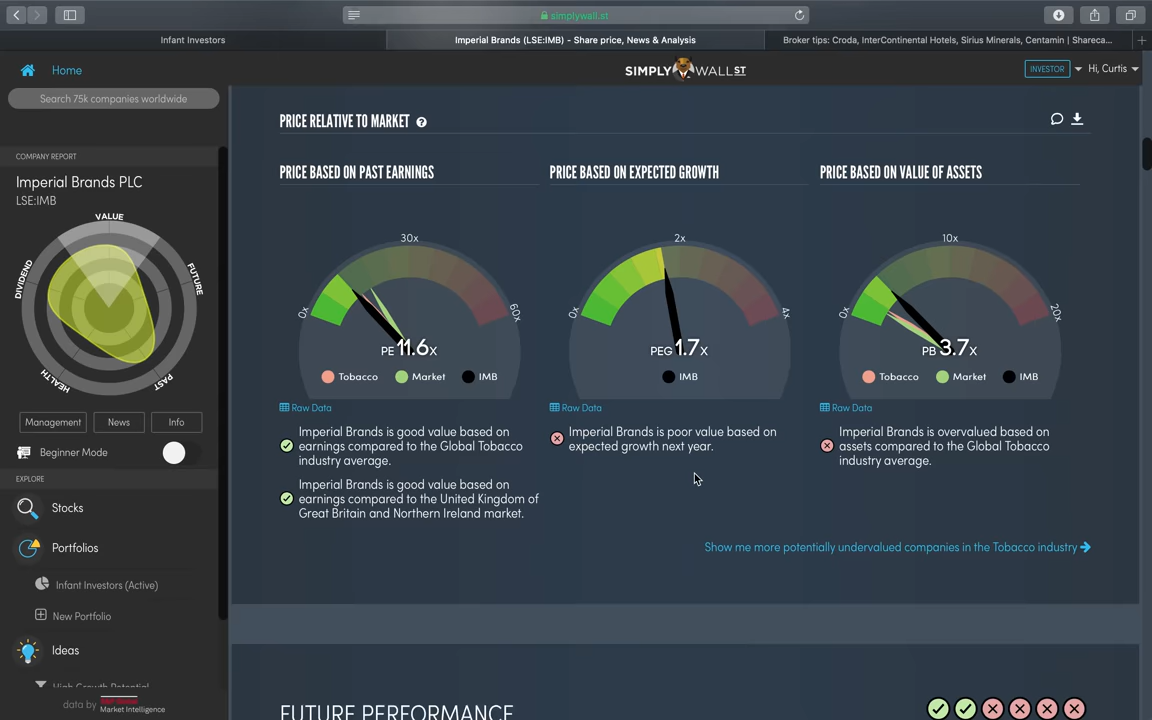 simplywall.st
Infant Investors
Imperial Brands (LSE:IMB) - Share price, News & Analysis
Broker tips: Croda, InterContinental Hotels, Sirius Minerals, Centamin | Shareca...
Home
SIMPLY WALL ST
INVESTOR
Hi, Curtis
Search 75k companies worldwide
COMPANY REPORT
Imperial Brands PLC
LSE:IMB
VALUE
FUTURE
PAST
HEALTH
DIVIDEND
Management
News
Info
Beginner Mode
EXPLORE
Stocks
Portfolios
Infant Investors (Active)
New Portfolio
Ideas
High Growth Potential
data by
Market Intelligence
PRICE RELATIVE TO MARKET ?
PRICE BASED ON PAST EARNINGS
0x
30x
60x
PE 11.6X
Tobacco
Market
IMB
Raw Data
Imperial Brands is good value based on
earnings compared to the Global Tobacco
industry average.
Imperial Brands is good value based on
earnings compared to the United Kingdom of
Great Britain and Northern Ireland market.
PRICE BASED ON EXPECTED GROWTH
0x
2x
4x
PEG 1.7X
IMB
Raw Data
Imperial Brands is poor value based on
expected growth next year.
PRICE BASED ON VALUE OF ASSETS
0x
10x
20x
PB 3.7X
Tobacco
Market
IMB
Raw Data
Imperial Brands is overvalued based on
assets compared to the Global Tobacco
industry average.
Show me more potentially undervalued companies in the Tobacco industry
FUTURE PERFORMANCE